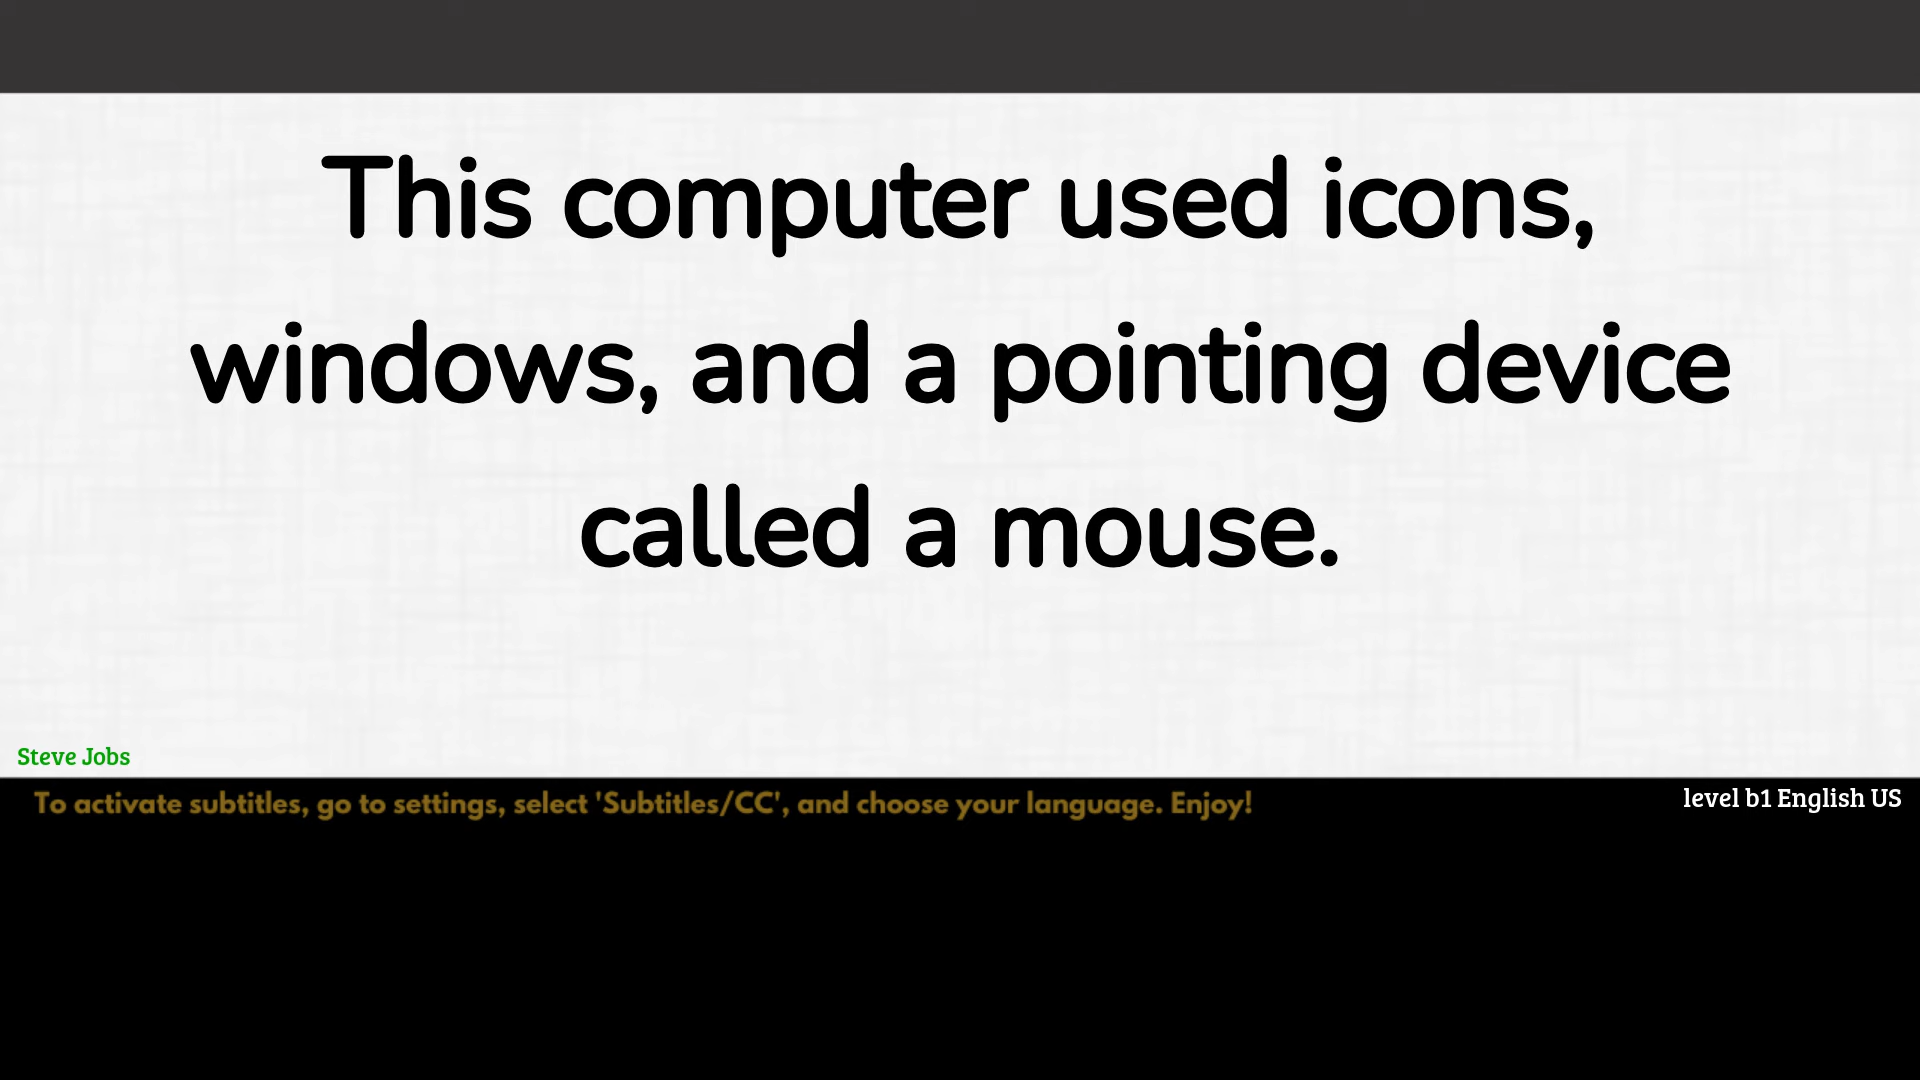 This computer used icons,
windows, and a pointing device
called a mouse.
Steve Jobs
To activate subtitles, go to settings, select 'Subtitles/CC', and choose your language. Enjoy!
level b1 English US